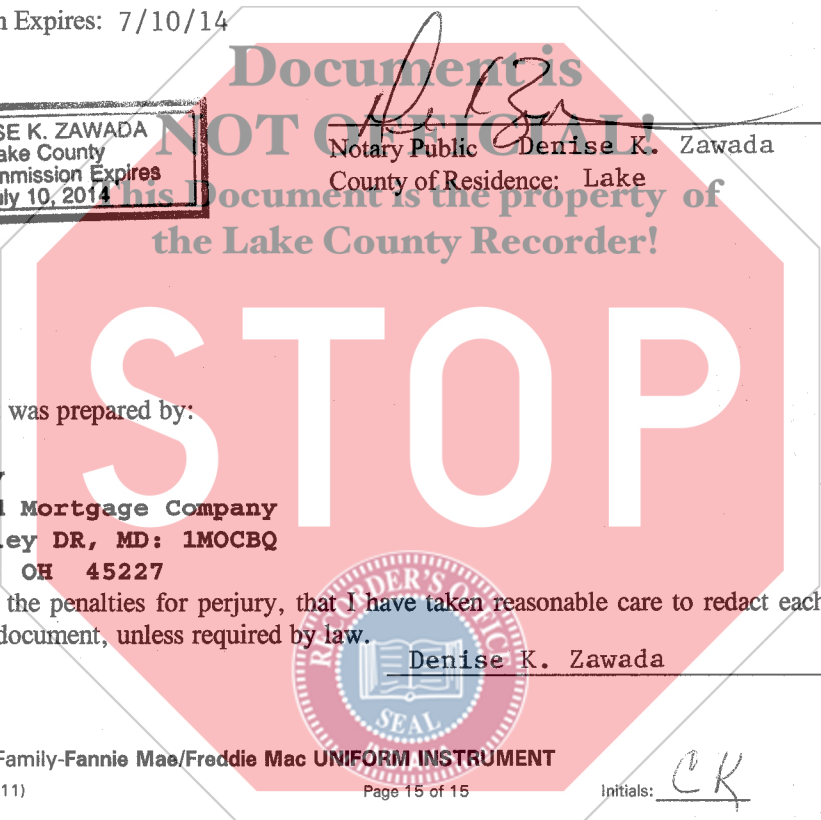 n Expires: 7/10/14
Document is
NOT OFFICIAL!
This Document is the property of
the Lake County Recorder!
SE K. ZAWADA
ake County
mmission Expires
uly 10, 2014
Notary Public Denise K. Zawada
County of Residence: Lake
STOP
was prepared by:
l Mortgage Company
ley DR, MD: 1MOCBQ
OH 45227
the penalties for perjury, that I have taken reasonable care to redact each
document, unless required by law.
Denise K. Zawada
RECORDER'S OFFICE
SEAL
INDIANA
Family-Fannie Mae/Freddie Mac UNIFORM INSTRUMENT
11)
Page 15 of 15
Initials: CK